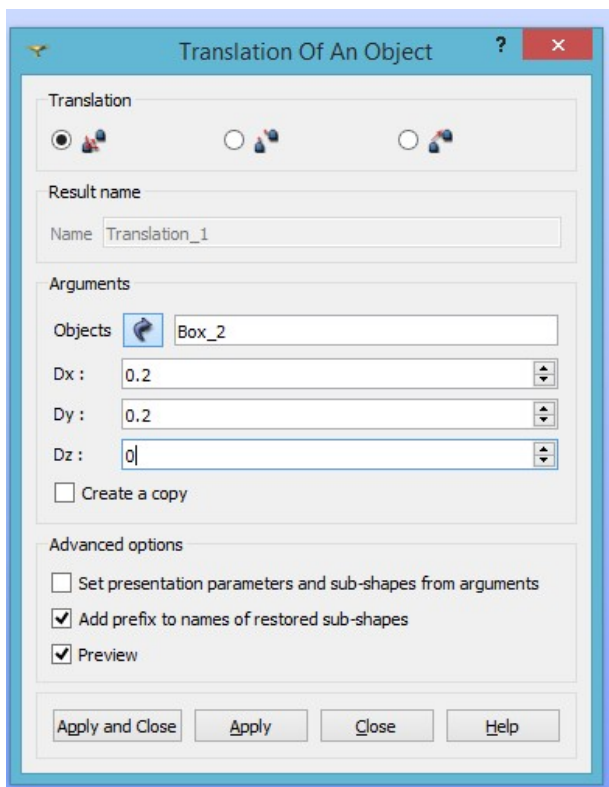 Translation Of An Object ? ×
Translation
Result name
Name Translation_1
Arguments
Objects Box_2
Dx : 0.2
Dy : 0.2
Dz : 0
Create a copy
Advanced options
Set presentation parameters and sub-shapes from arguments
Add prefix to names of restored sub-shapes
Preview
Apply and Close Apply Close Help